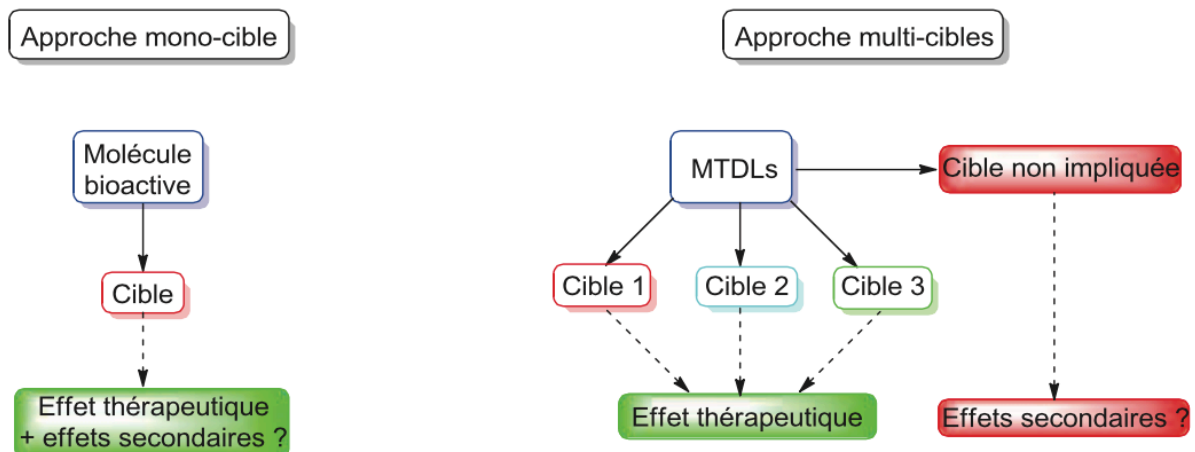 Approche mono-cible
Approche multi-cibles
Molécule
bioactive
MTDLs
Cible non impliquée
Cible
Cible 1
Cible 2
Cible 3
Effet thérapeutique
+ effets secondaires ?
Effet thérapeutique
Effets secondaires ?